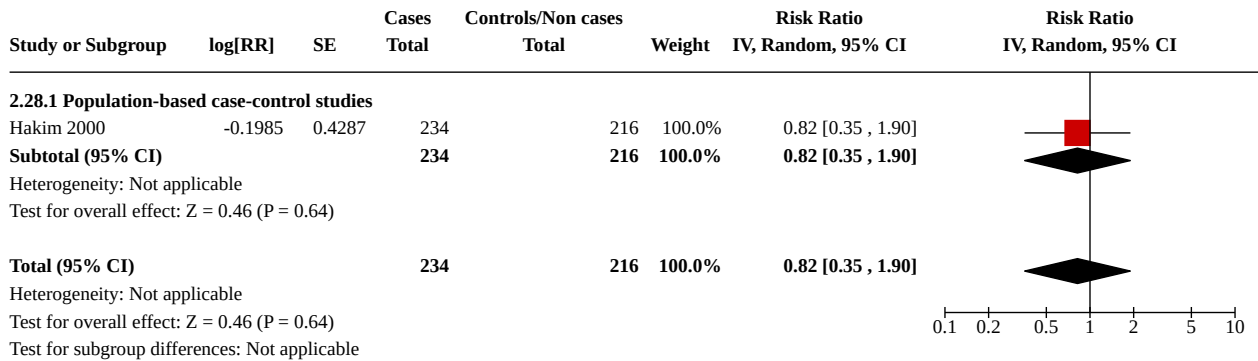 Cases Controls/Non cases Risk Ratio Risk Ratio
Study or Subgroup log[RR] SE Total Total Weight IV, Random, 95% CI IV, Random, 95% CI
2.28.1 Population-based case-control studies
Hakim 2000 -0.1985 0.4287 234 216 100.0% 0.82 [0.35 , 1.90]
Subtotal (95% CI) 234 216 100.0% 0.82 [0.35 , 1.90]
Heterogeneity: Not applicable
Test for overall effect: Z = 0.46 (P = 0.64)
Total (95% CI) 234 216 100.0% 0.82 [0.35 , 1.90]
Heterogeneity: Not applicable
Test for overall effect: Z = 0.46 (P = 0.64)
0.1 0.2 0.5 1 2 5 10
Test for subgroup differences: Not applicable